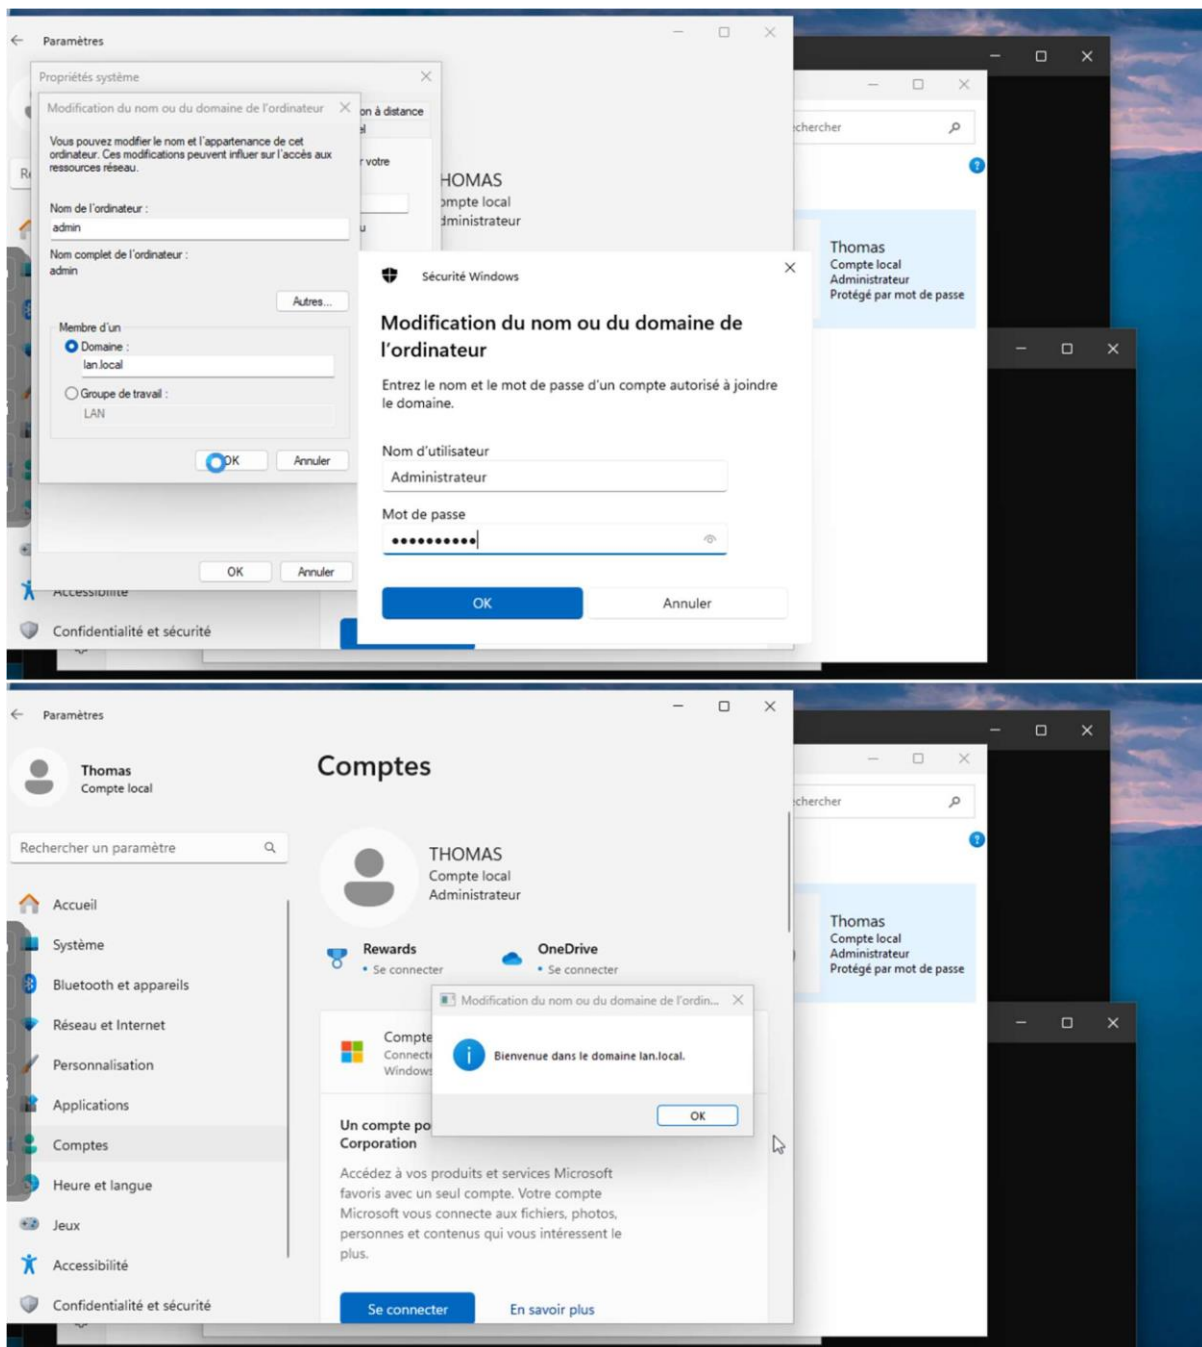 Paramètres
Propriétés système
Modification du nom ou du domaine de l'ordinateur
Vous pouvez modifier le nom et l'appartenance de cet
ordinateur. Ces modifications peuvent influer sur l'accès aux
ressources réseau.
Nom de l'ordinateur :
admin
Nom complet de l'ordinateur :
admin
Autres...
Membre d'un
Domaine :
lan.local
Groupe de travail :
LAN
OK Annuler
OK Annuler
on à distance
el
r votre
u
HOMAS
ompte local
dministrateur
Accessibilité
Confidentialité et sécurité
Sécurité Windows
Modification du nom ou du domaine de
l'ordinateur
Entrez le nom et le mot de passe d'un compte autorisé à joindre
le domaine.
Nom d'utilisateur
Administrateur
Mot de passe
••••••••••
OK Annuler
echercher
Thomas
Compte local
Administrateur
Protégé par mot de passe
Paramètres
Thomas
Compte local
Rechercher un paramètre
Accueil
Système
Bluetooth et appareils
Réseau et Internet
Personnalisation
Applications
Comptes
Heure et langue
Jeux
Accessibilité
Confidentialité et sécurité
Comptes
THOMAS
Compte local
Administrateur
Rewards
• Se connecter
OneDrive
• Se connecter
Compte
Connecte
Windows
Modification du nom ou du domaine de l'ordin...
Bienvenue dans le domaine lan.local.
OK
Un compte po
Corporation
Accédez à vos produits et services Microsoft
favoris avec un seul compte. Votre compte
Microsoft vous connecte aux fichiers, photos,
personnes et contenus qui vous intéressent le
plus.
Se connecter En savoir plus
echercher
Thomas
Compte local
Administrateur
Protégé par mot de passe